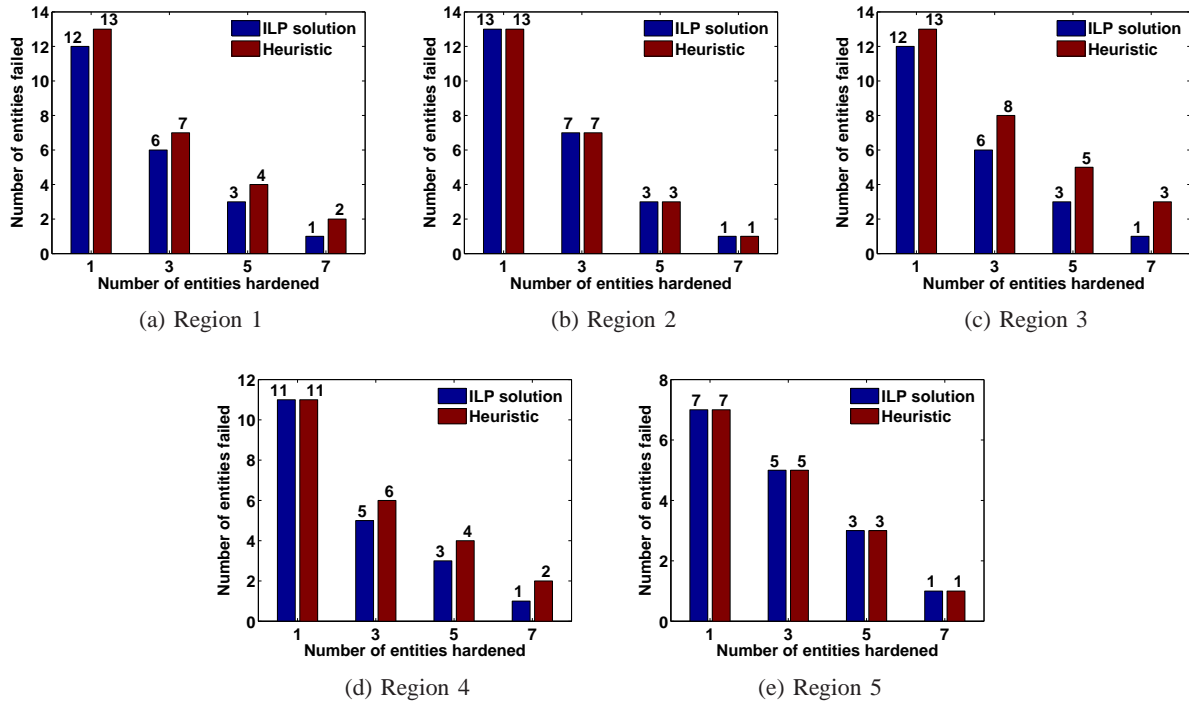 14
12
10
8
6
4
2
0
12 13
6 7
3 4
1 2
ILP solution
Heuristic
1 3 5 7
Number of entities hardened
Number of entities failed
(a) Region 1
14
12
10
8
6
4
2
0
13 13
7 7
3 3
1 1
ILP solution
Heuristic
1 3 5 7
Number of entities hardened
Number of entities failed
(b) Region 2
14
12
10
8
6
4
2
0
12 13
6 8
3 5
1 3
ILP solution
Heuristic
1 3 5 7
Number of entities hardened
Number of entities failed
(c) Region 3
12
10
8
6
4
2
0
11 11
5 6
3 4
1 2
ILP solution
Heuristic
1 3 5 7
Number of entities hardened
Number of entities failed
(d) Region 4
8
6
4
2
0
7 7
5 5
3 3
1 1
ILP solution
Heuristic
1 3 5 7
Number of entities hardened
Number of entities failed
(e) Region 5